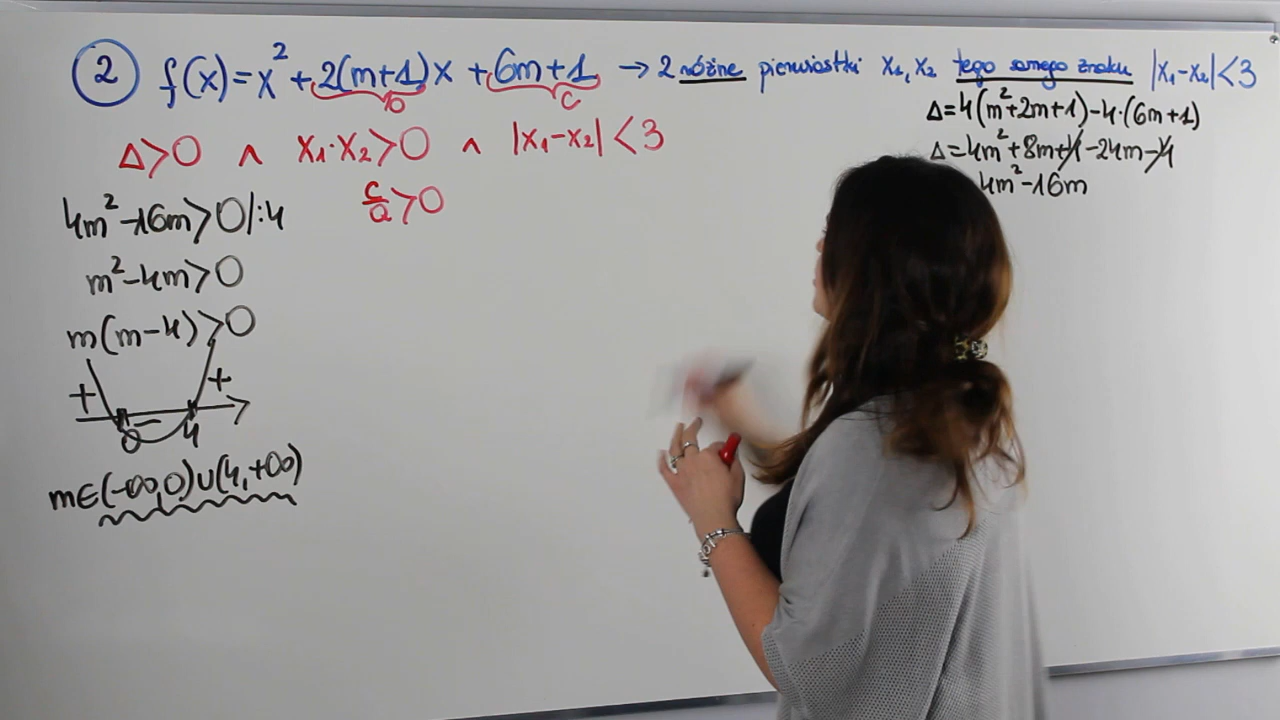 2 f(x)=x²+2(m+1)x+6m+1 → 2 różne pierwiastki x₁,x₂ tego samego znaku |x₁-x₂|<3
b c
Δ>0 ∧ x₁·x₂>0 ∧ |x₁-x₂|<3
c/a>0
4m²-16m>0/:4
m²-4m>0
m(m-4)>0
+ - +
0 4
m∈(-∞,0)∪(4,+∞)
Δ=4(m²+2m+1)-4·(6m+1)
Δ=4m²+8m+4-24m-4
4m²-16m